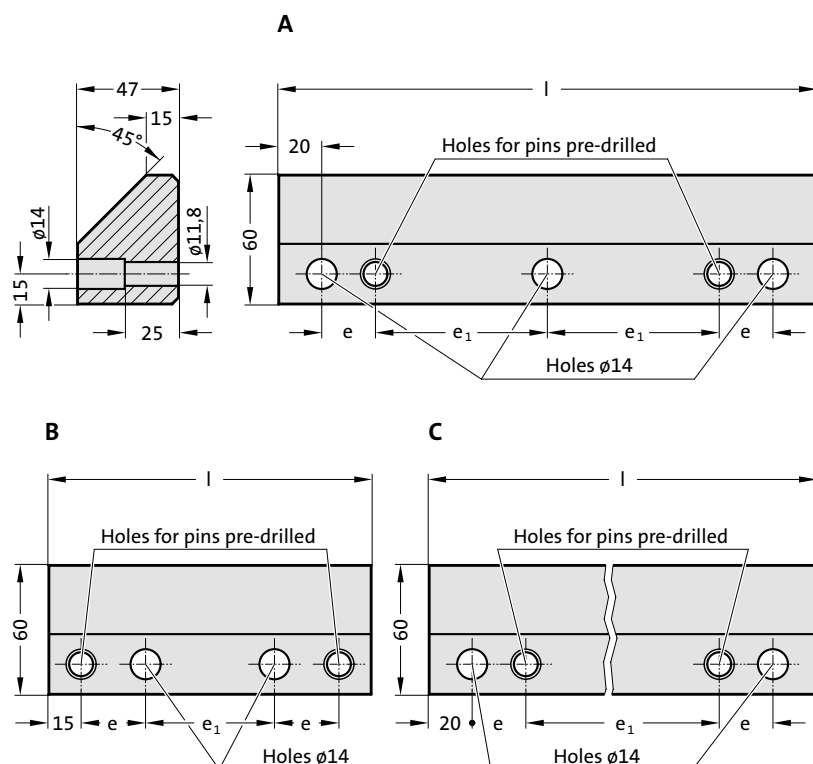 A
47
l
15
45°
20
Holes for pins pre-drilled
ø14
ø11,8
60
15
25
e
e1
e1
e
Holes ø14
B
C
l
l
Holes for pins pre-drilled
Holes for pins pre-drilled
60
60
15
e
e1
e
20
e
e1
e
Holes ø14
Holes ø14